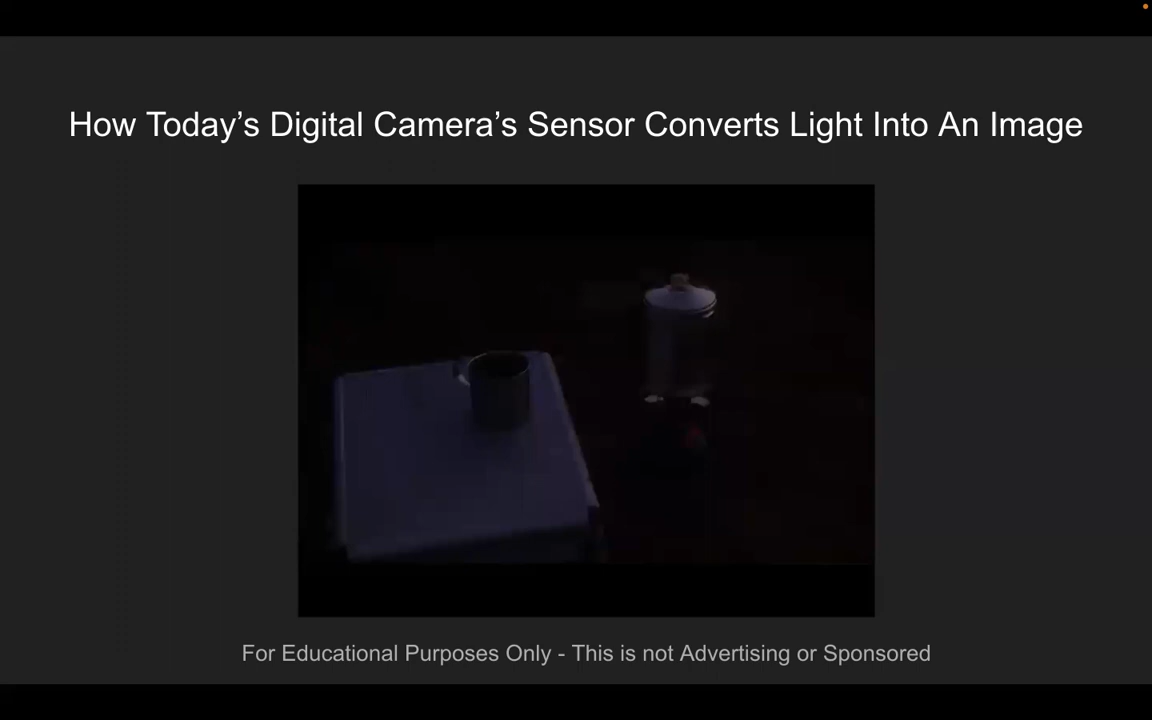 How Today’s Digital Camera’s Sensor Converts Light Into An Image
For Educational Purposes Only - This is not Advertising or Sponsored